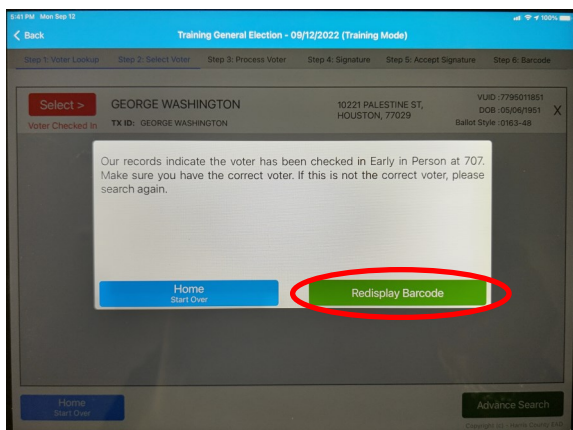 5:41 PM Mon Sep 12
100%
< Back
Training General Election - 09/12/2022 (Training Mode)
Step 1: Voter Lookup
Step 2: Select Voter
Step 3: Process Voter
Step 4: Signature
Step 5: Accept Signature
Step 6: Barcode
Select >
Voter Checked In
GEORGE WASHINGTON
TX ID: GEORGE WASHINGTON
10221 PALESTINE ST,
HOUSTON, 77029
VUID :7795011851
DOB :05/06/1951
Ballot Style :0163-48
X
Our records indicate the voter has been checked in Early in Person at 707.
Make sure you have the correct voter. If this is not the correct voter, please
search again.
Home
Start Over
Redisplay Barcode
Home
Start Over
Advance Search